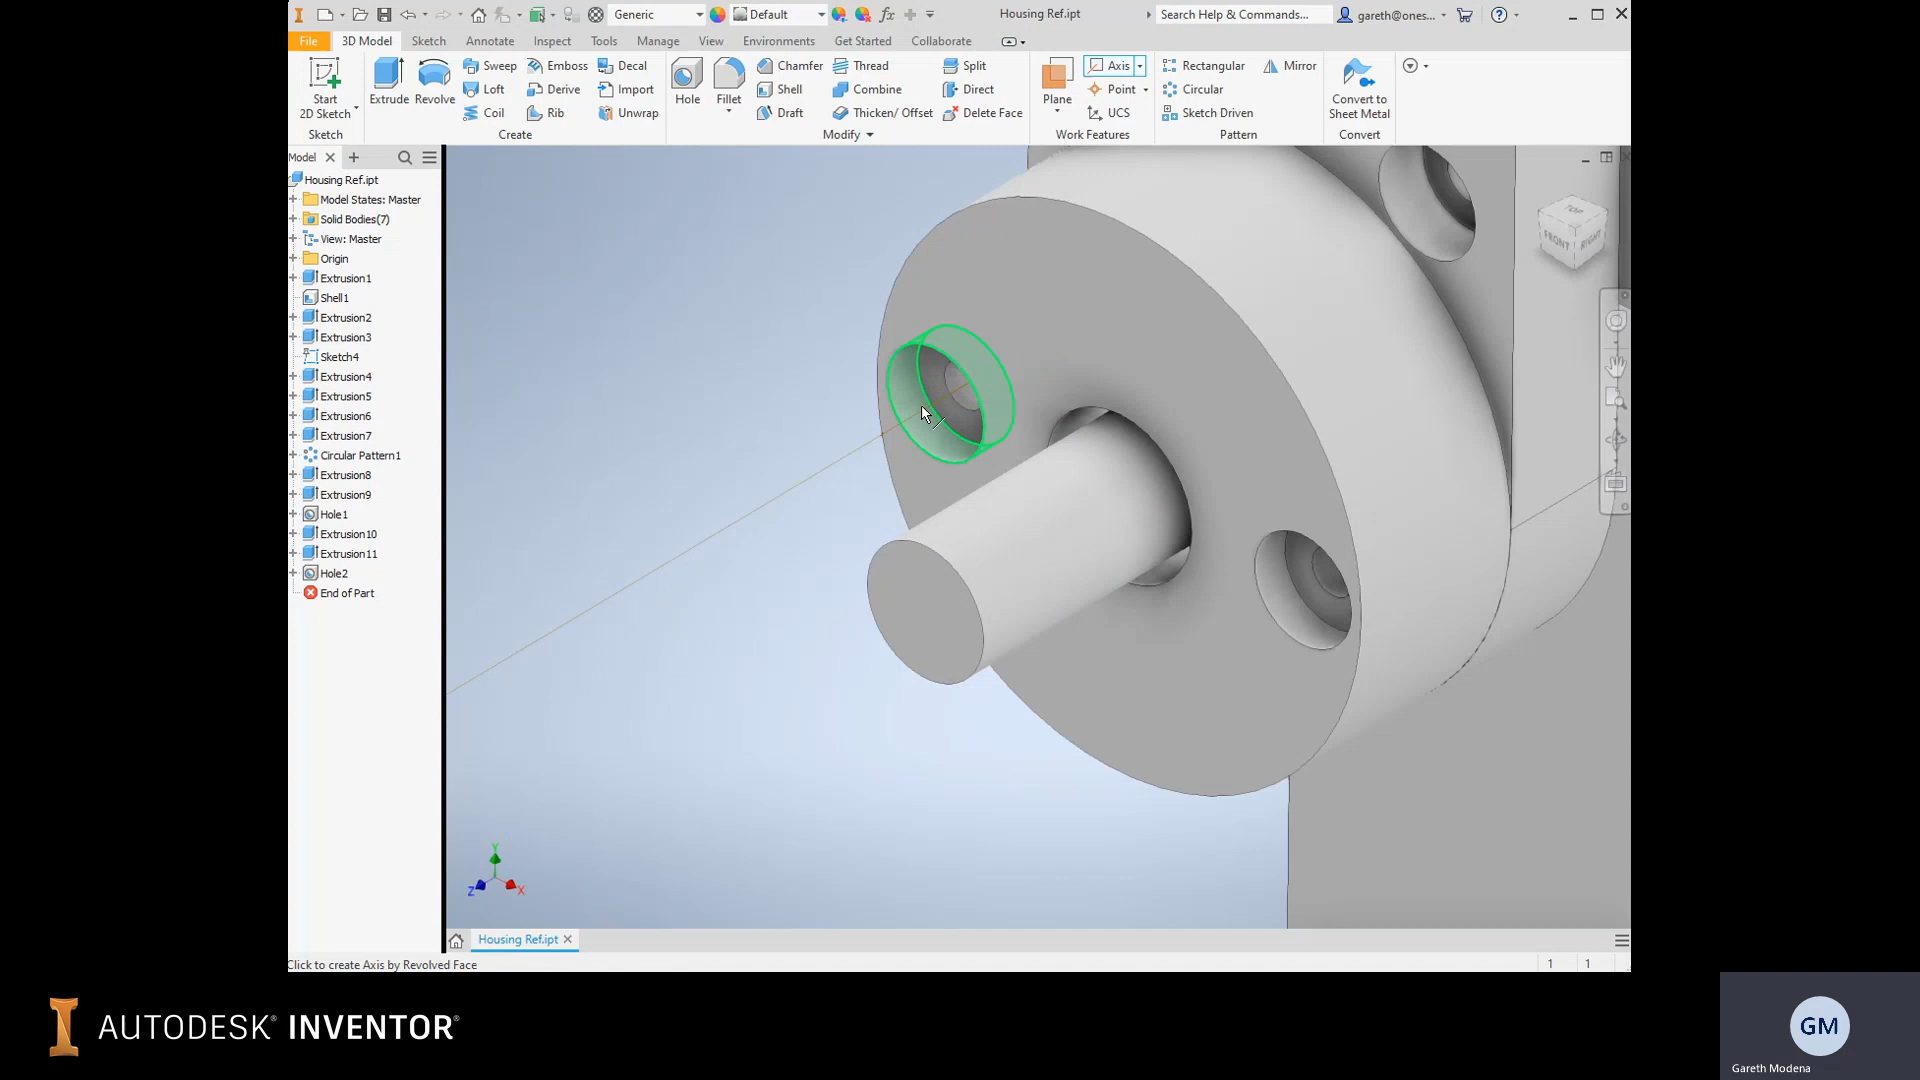 Generic
Default
Housing Ref.ipt
Search Help & Commands...
gareth@ones...
File
3D Model
Sketch
Annotate
Inspect
Tools
Manage
View
Environments
Get Started
Collaborate
Start
2D Sketch
Extrude
Revolve
Sweep
Loft
Coil
Emboss
Derive
Rib
Decal
Import
Unwrap
Hole
Fillet
Chamfer
Shell
Draft
Thread
Combine
Thicken/ Offset
Split
Direct
Delete Face
Plane
Axis
Point
UCS
Rectangular
Circular
Sketch Driven
Mirror
Convert to
Sheet Metal
Sketch
Create
Modify
Work Features
Pattern
Convert
Model
Housing Ref.ipt
Model States: Master
Solid Bodies(7)
View: Master
Origin
Extrusion1
Shell1
Extrusion2
Extrusion3
Sketch4
Extrusion4
Extrusion5
Extrusion6
Extrusion7
Circular Pattern1
Extrusion8
Extrusion9
Hole1
Extrusion10
Extrusion11
Hole2
End of Part
TOP
FRONT
RIGHT
Y
Z
X
Housing Ref.ipt
Click to create Axis by Revolved Face
1
1
AUTODESK® INVENTOR®
GM
Gareth Modena